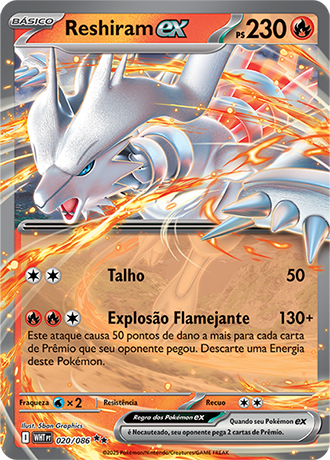 BÁSICO
Reshiram ex PS 230
Talho 50
Explosão Flamejante 130+
Este ataque causa 50 pontos de dano a mais para cada carta
de Prêmio que seu oponente pegou. Descarte uma Energia
deste Pokémon.
Fraqueza ×2 Resistência Recuo
Regra dos Pokémon ex Quando seu Pokémon ex
é Nocauteado, seu oponente pega 2 cartas de Prêmio.
Ilust. 5ban Graphics
I WHT PT 020/086
©2025 Pokémon/Nintendo/Creatures/GAME FREAK